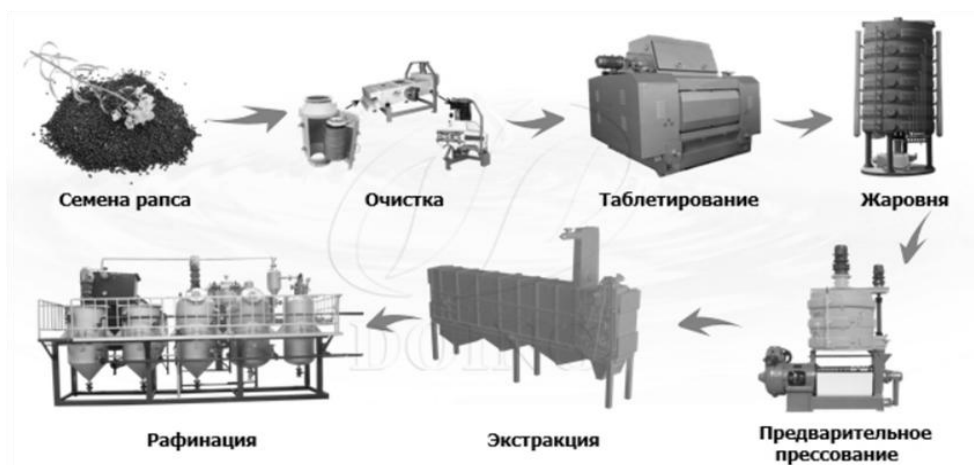 Семена рапса
Очистка
Таблетирование
Жаровня
Рафинация
Экстракция
Предварительное
прессование